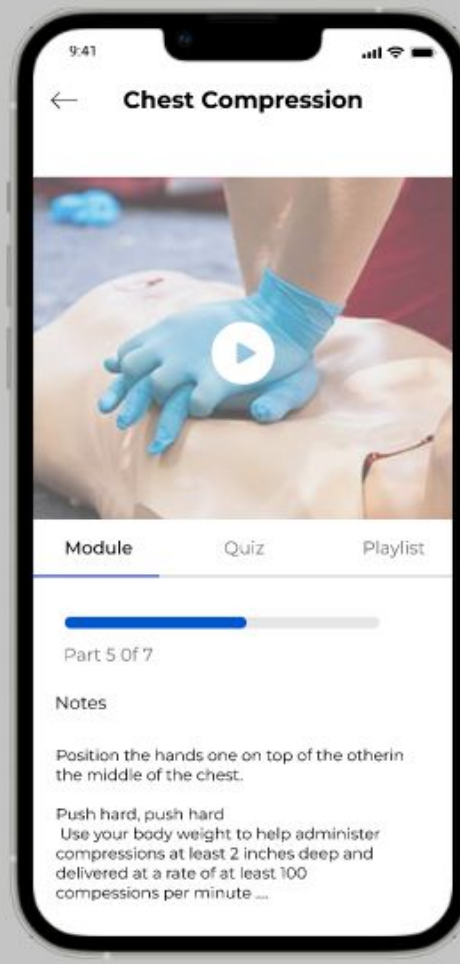 9:41
Chest Compression
Module
Quiz
Playlist
Part 5 0f 7
Notes
Position the hands one on top of the otherin
the middle of the chest.
Push hard, push hard
Use your body weight to help administer
compressions at least 2 inches deep and
delivered at a rate of at least 100
compessions per minute ....